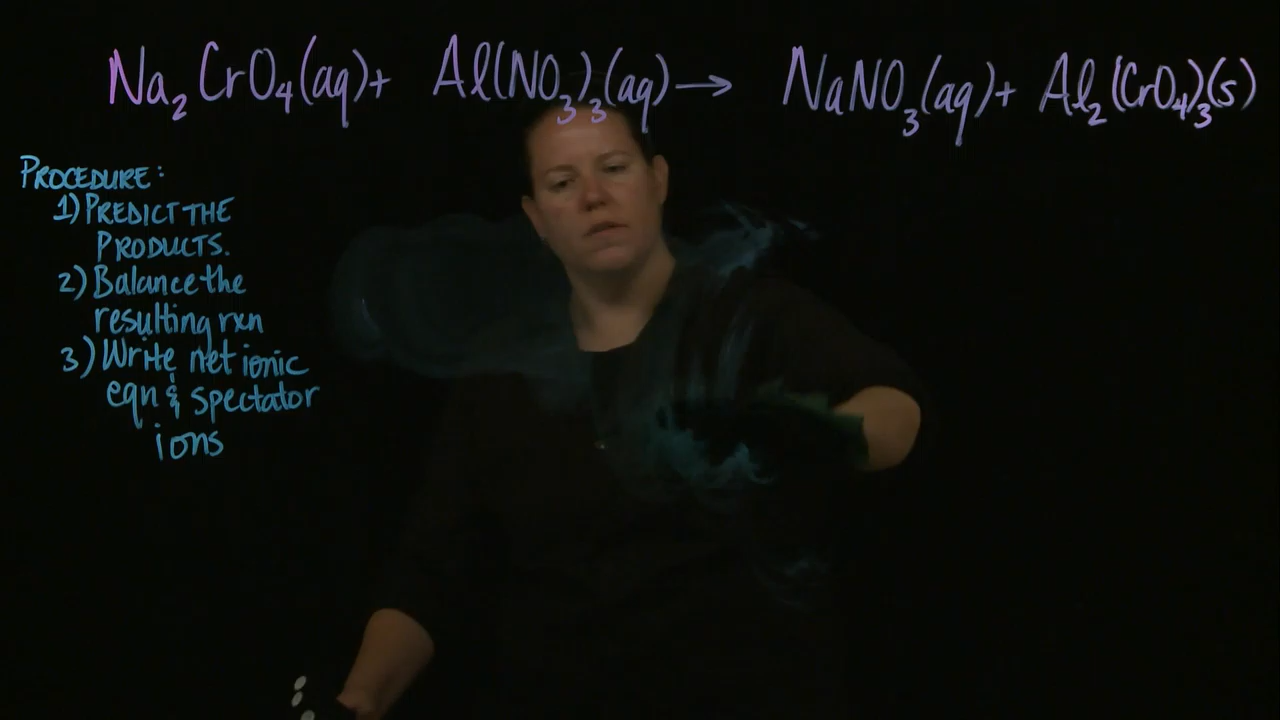 Na₂CrO₄(aq)+ Al(NO₃)₃(aq)→ NaNO₃(aq)+ Al₂(CrO₄)₃(s)
PROCEDURE:
1) PREDICT THE
PRODUCTS.
2) Balance the
resulting rxn
3) Write net ionic
eqn & spectator
ions